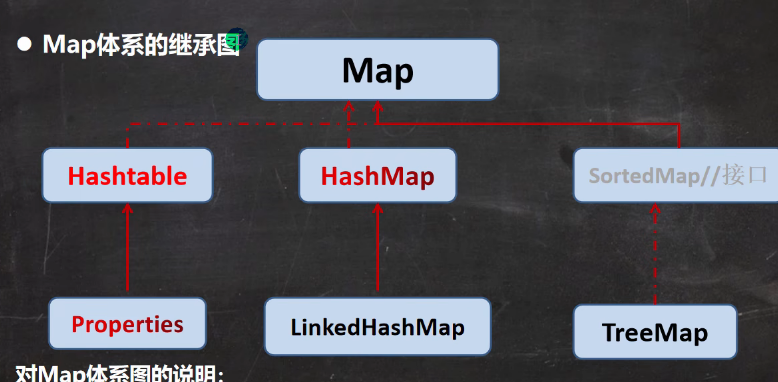 ● Map体系的继承图
Map
Hashtable
HashMap
SortedMap//接口
Properties
LinkedHashMap
TreeMap
对Map体系图的说明: